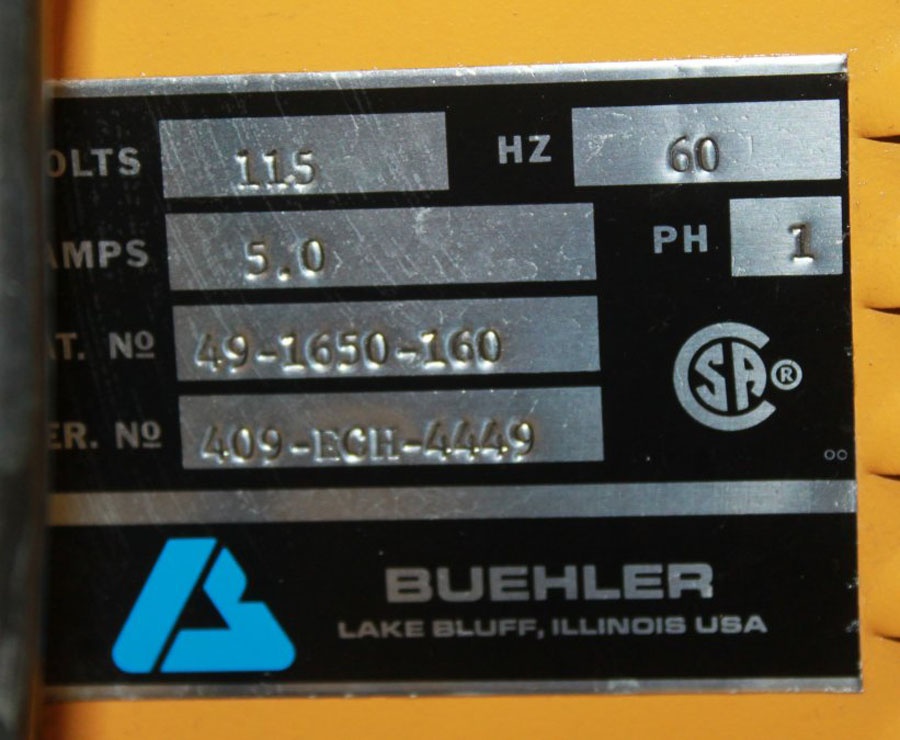 OLTS 115 HZ 60
AMPS 5.0 PH 1
AT. Nº 49-1650-160
ER. Nº 409-ECH-4449
CSA®
BUEHLER
LAKE BLUFF, ILLINOIS USA